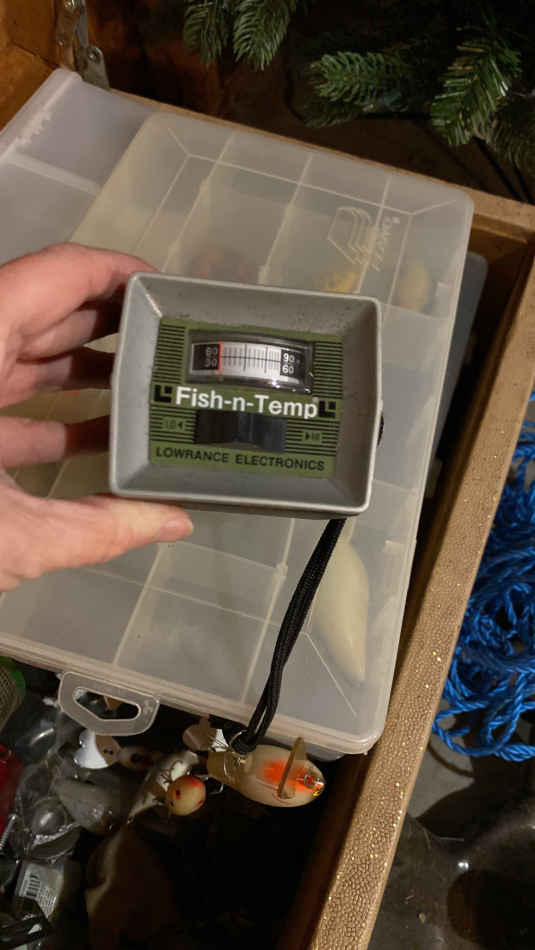 60 90
30 60
Fish-n-Temp
LO HI
LOWRANCE ELECTRONICS